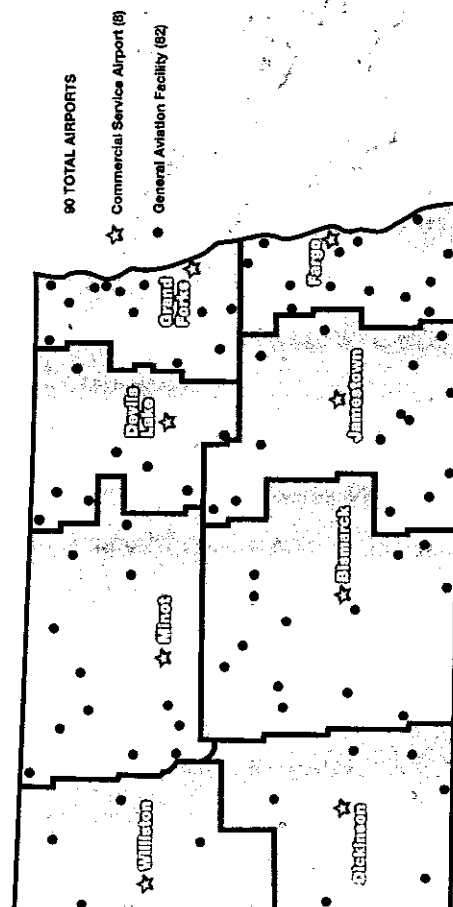 90 TOTAL AIRPORTS
Commercial Service Airport (8)
General Aviation Facility (82)
Williston
Minot
Devils
Lake
Grand
Forks
Dickinson
Bismarck
Jamestown
Fargo